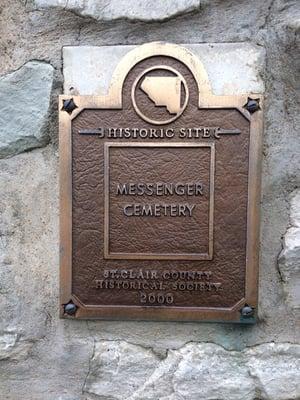 HISTORIC SITE
MESSENGER
CEMETERY
ST. CLAIR COUNTY
HISTORICAL SOCIETY
2000